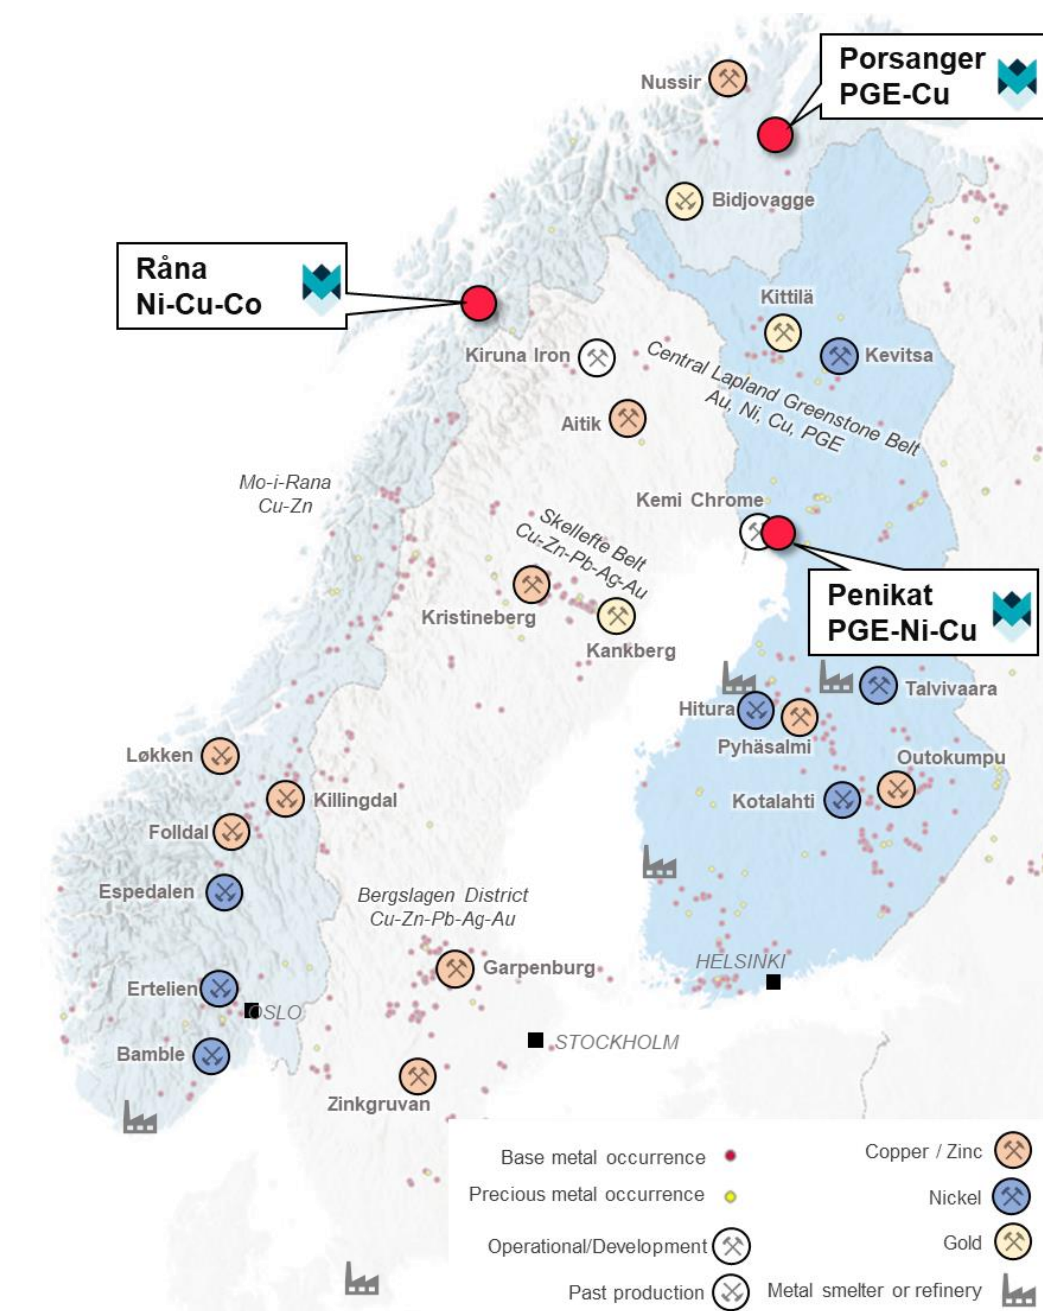 Porsanger
PGE-Cu
Nussir
Bidjovagge
Råna
Ni-Cu-Co
Kittilä
Kiruna Iron
Kevitsa
Central Lapland Greenstone Belt
Au, Ni, Cu, PGE
Aitik
Mo-i-Rana
Cu-Zn
Kemi Chrome
Skellefte Belt
Cu-Zn-Pb-Ag-Au
Kristineberg
Kankberg
Penikat
PGE-Ni-Cu
Talvivaara
Hitura
Pyhäsalmi
Outokumpu
Løkken
Killingdal
Kotalahti
Folldal
Espedalen
Bergslagen District
Cu-Zn-Pb-Ag-Au
Garpenburg
HELSINKI
Ertelien
OSLO
STOCKHOLM
Bamble
Zinkgruvan
Base metal occurrence
Precious metal occurrence
Operational/Development
Past production
Copper / Zinc
Nickel
Gold
Metal smelter or refinery